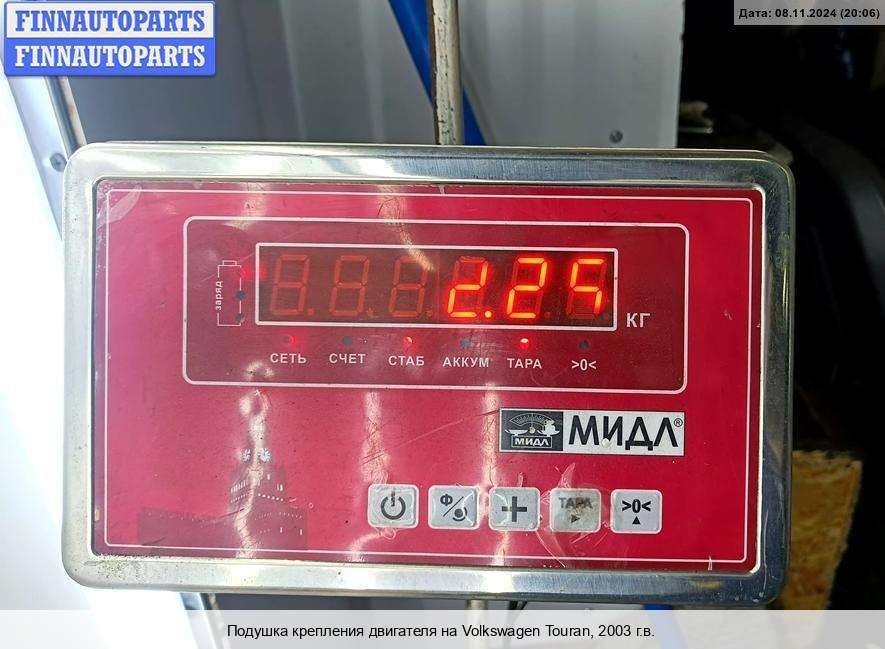 FINNAUTOPARTS
FINNAUTOPARTS
Дата: 08.11.2024 (20:06)
заряд
2.25
КГ
СЕТЬ СЧЕТ СТАБ АККУМ ТАРА >0<
МИДЛ МИДЛ®
Ф
ТАРА
>0<
Подушка крепления двигателя на Volkswagen Touran, 2003 г.в.